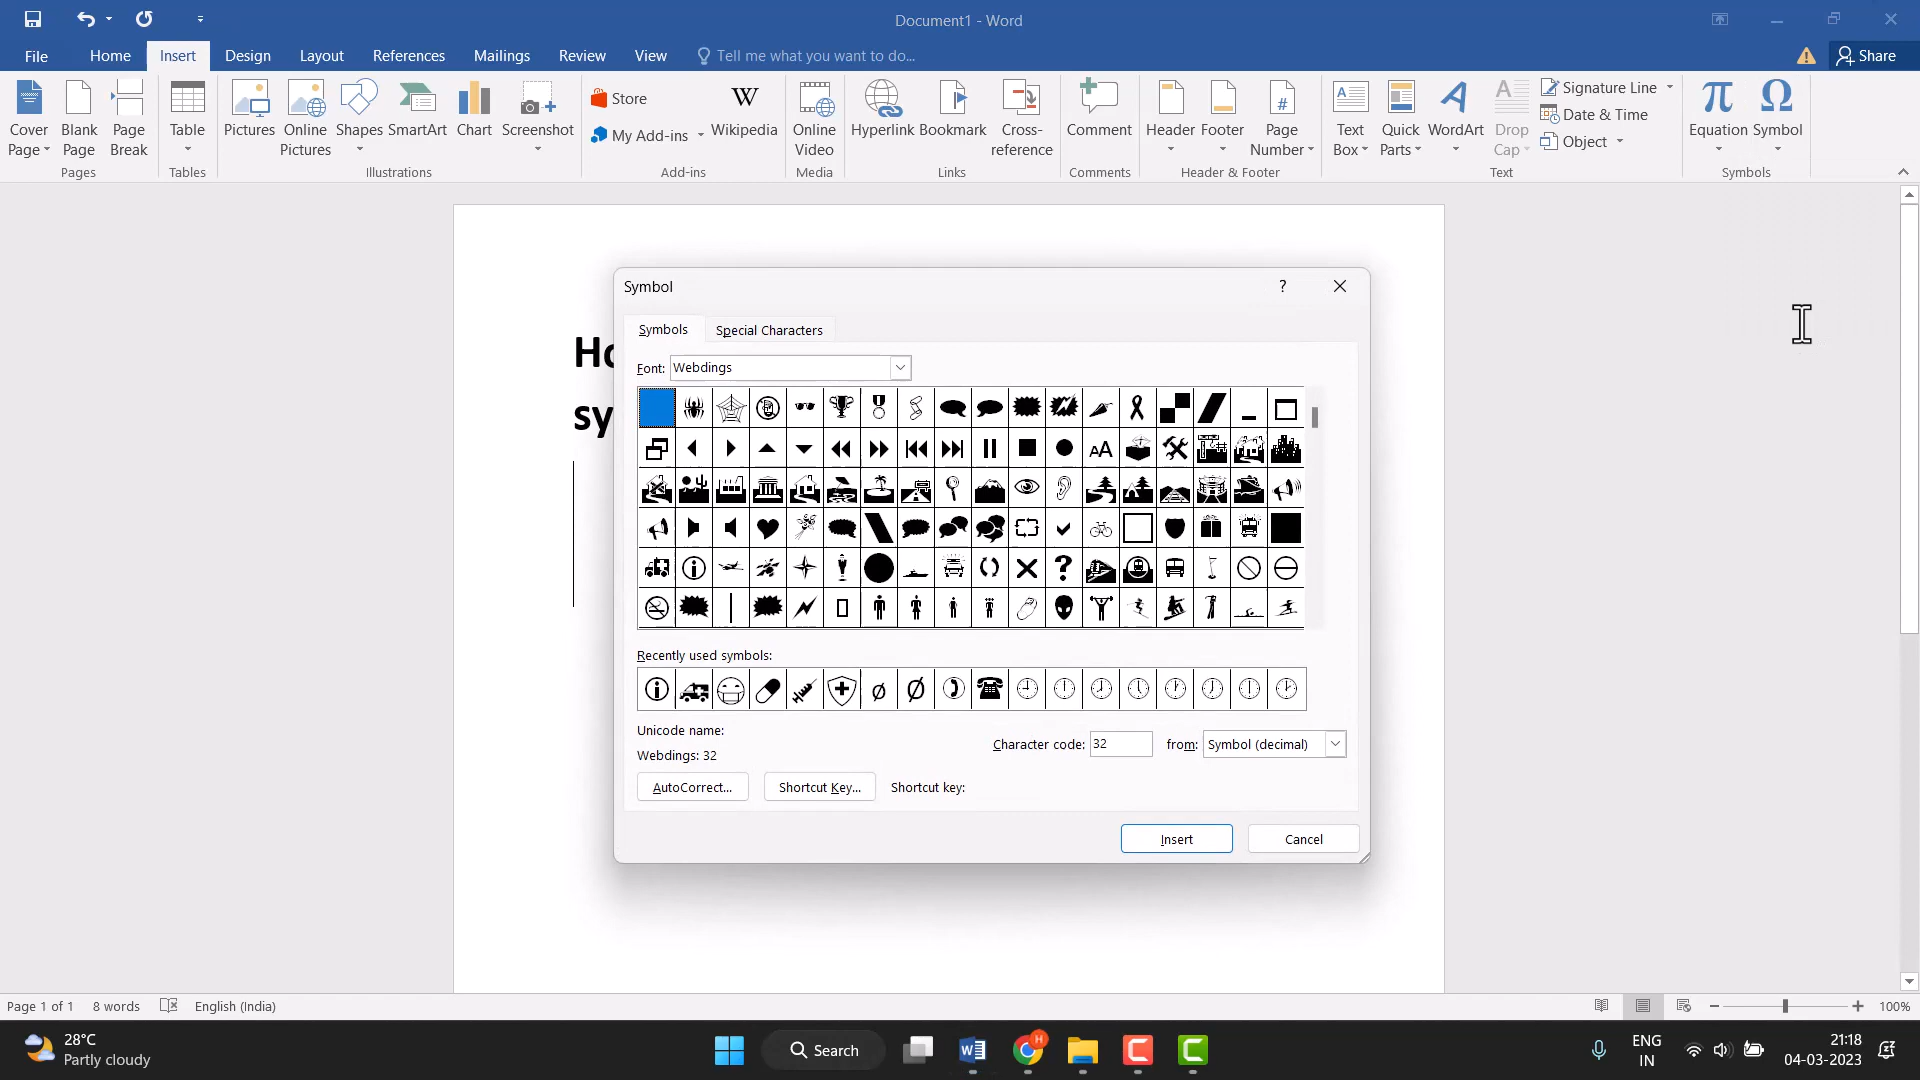 Document1 - Word
File Home Insert Design Layout References Mailings Review View Tell me what you want to do... Share
Cover Page Blank Page Page Break
Pages
Table
Tables
Pictures Online Pictures Shapes SmartArt Chart Screenshot
Illustrations
Store
My Add-ins
Wikipedia
Add-ins
Online Video
Media
Hyperlink Bookmark Cross-reference
Links
Comment
Comments
Header Footer Page Number
Header & Footer
Text Box Quick Parts WordArt Drop Cap
Signature Line
Date & Time
Object
Text
Equation Symbol
Symbols
Ho
sy
Symbol ?
Symbols Special Characters
Font: Webdings
Recently used symbols:
Unicode name:
Webdings: 32
Character code: 32 from: Symbol (decimal)
AutoCorrect... Shortcut Key... Shortcut key:
Insert Cancel
Page 1 of 1 8 words English (India) 100%
28°C
Partly cloudy
Search
H
ENG
IN
21:18
04-03-2023